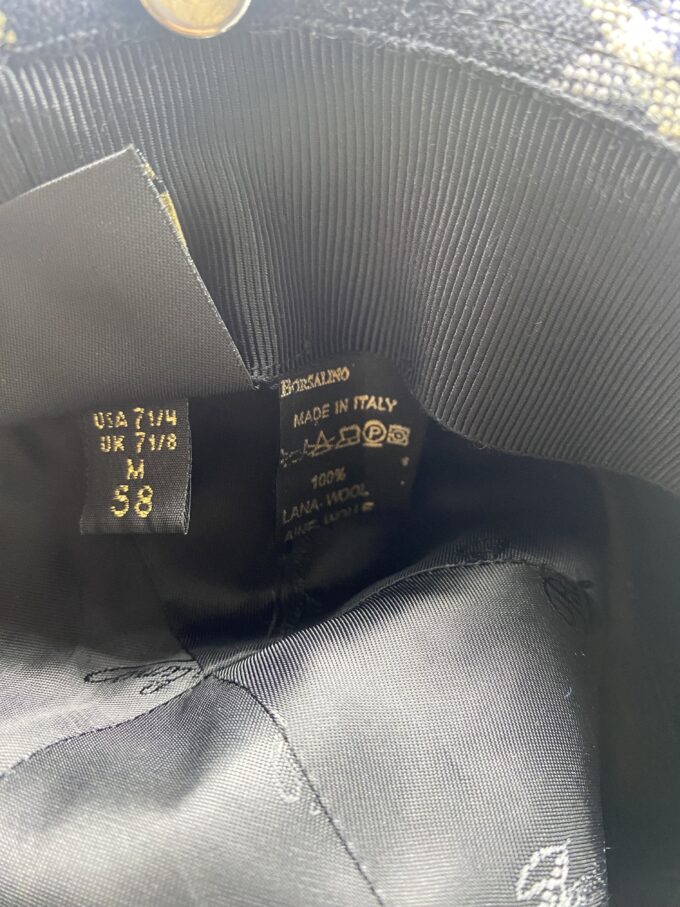 BORSALINO
MADE IN ITALY
100%
LANA-WOOL
USA 7 1/4
UK 7 1/8
M
58